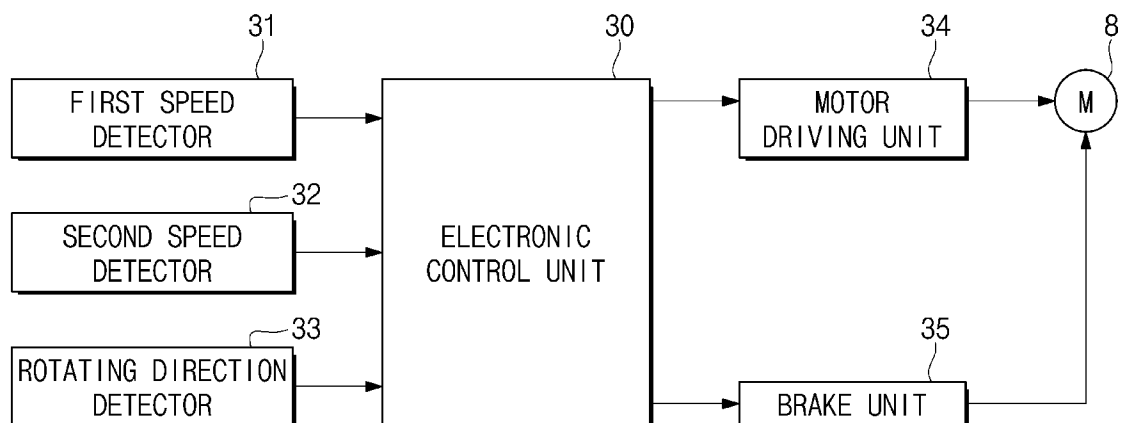 31
30
34
8
FIRST SPEED
DETECTOR
MOTOR
DRIVING UNIT
M
32
SECOND SPEED
DETECTOR
ELECTRONIC
CONTROL UNIT
33
35
ROTATING DIRECTION
DETECTOR
BRAKE UNIT